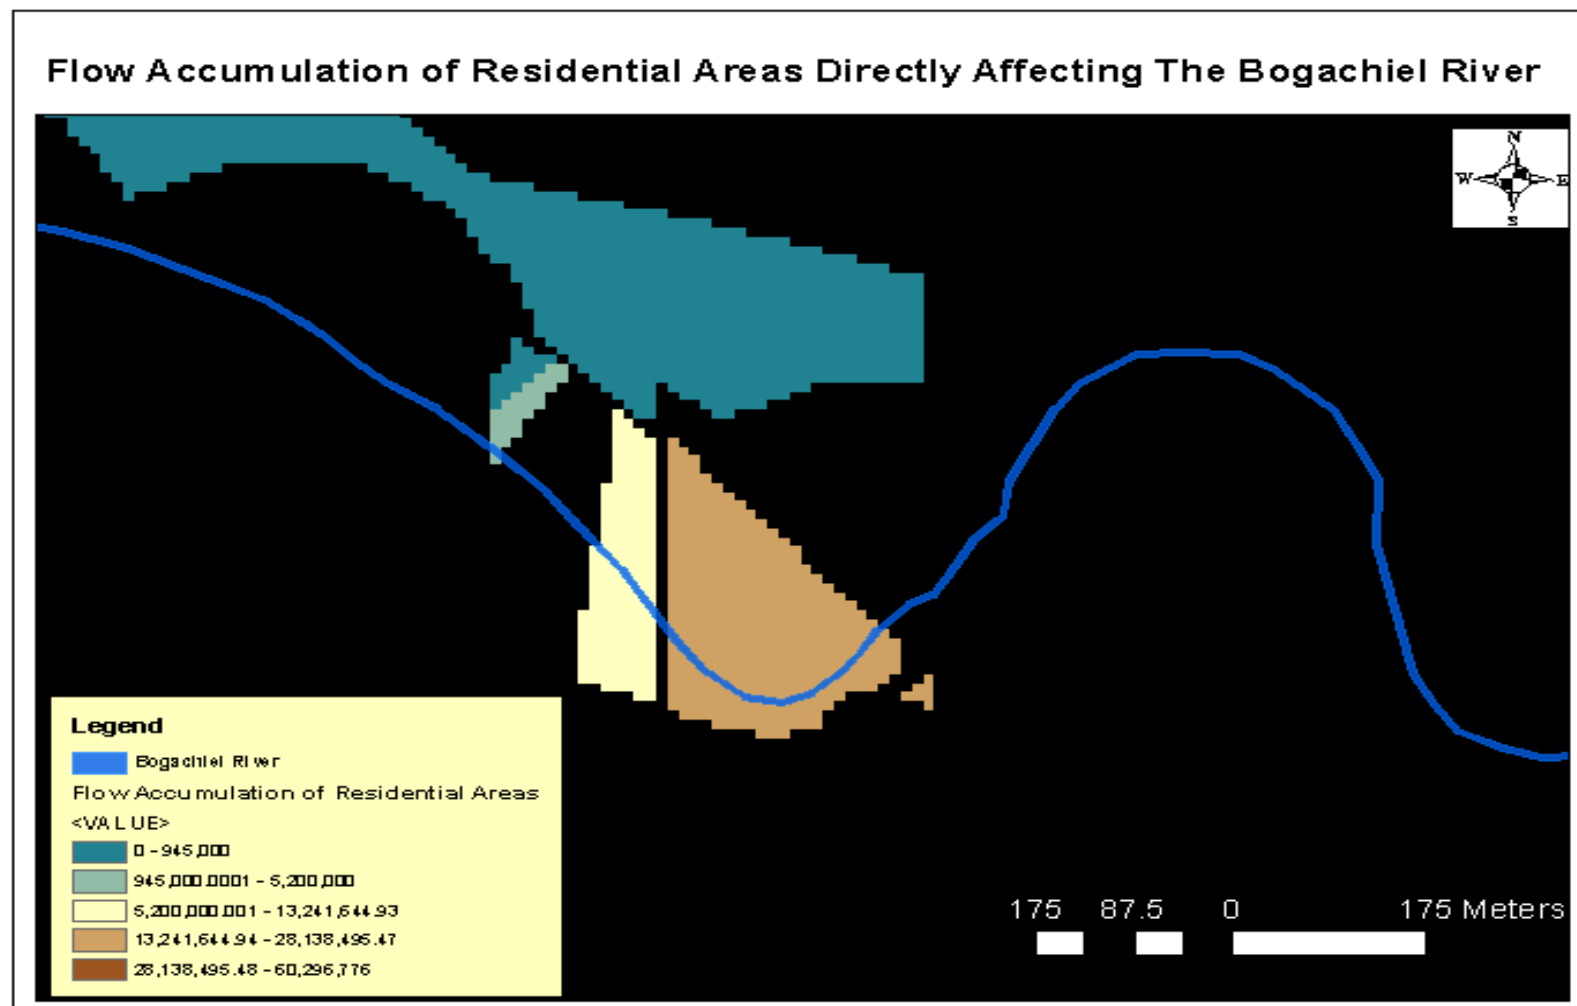 Flow Accumulation of Residential Areas Directly Affecting The Bogachiel River
N
W E
S
Legend
Bogachiel River
Flow Accumulation of Residential Areas
<VALUE>
0 - 945,000
945,000.0001 - 5,200,000
5,200,000.001 - 13,241,644.93
13,241,644.94 - 28,138,495.47
28,138,495.48 - 60,296,776
175 87.5 0 175 Meters